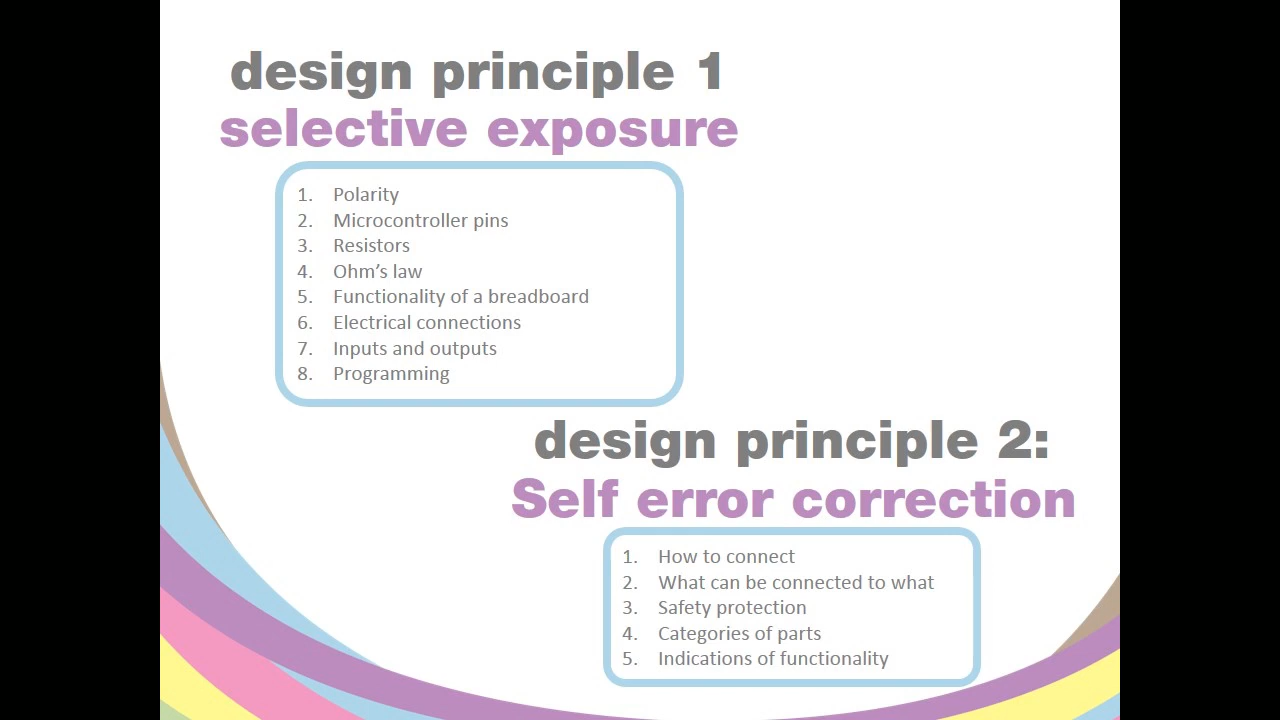 design principle 1
selective exposure
1. Polarity
2. Microcontroller pins
3. Resistors
4. Ohm’s law
5. Functionality of a breadboard
6. Electrical connections
7. Inputs and outputs
8. Programming
design principle 2:
Self error correction
1. How to connect
2. What can be connected to what
3. Safety protection
4. Categories of parts
5. Indications of functionality